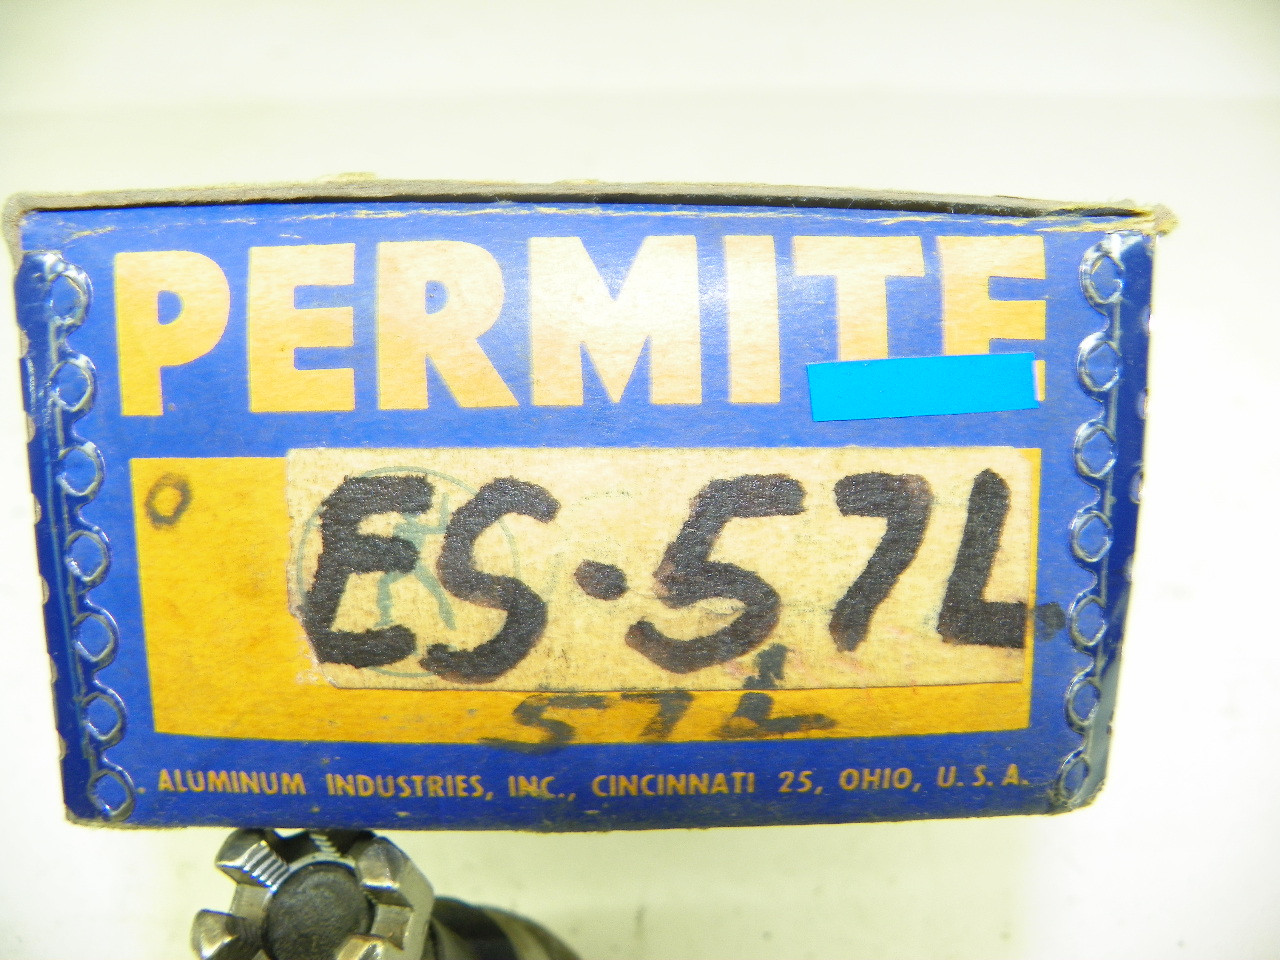 PERMITE
ES·57L
57L
ALUMINUM INDUSTRIES, INC., CINCINNATI 25, OHIO, U.S.A.